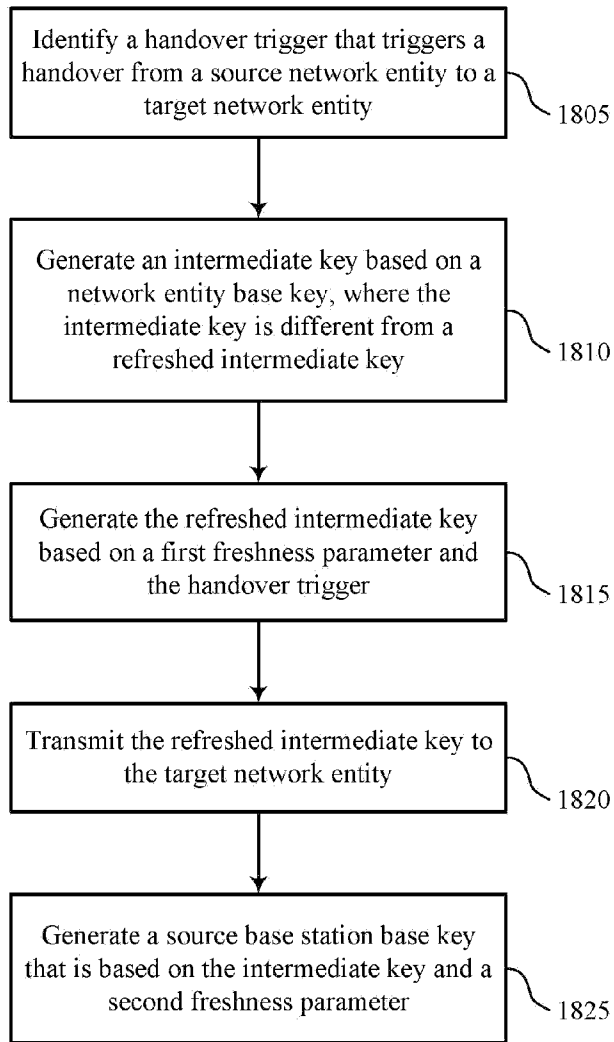 Identify a handover trigger that triggers a
handover from a source network entity to a
target network entity
1805
Generate an intermediate key based on a
network entity base key, where the
intermediate key is different from a
refreshed intermediate key
1810
Generate the refreshed intermediate key
based on a first freshness parameter and
the handover trigger
1815
Transmit the refreshed intermediate key to
the target network entity
1820
Generate a source base station base key
that is based on the intermediate key and a
second freshness parameter
1825